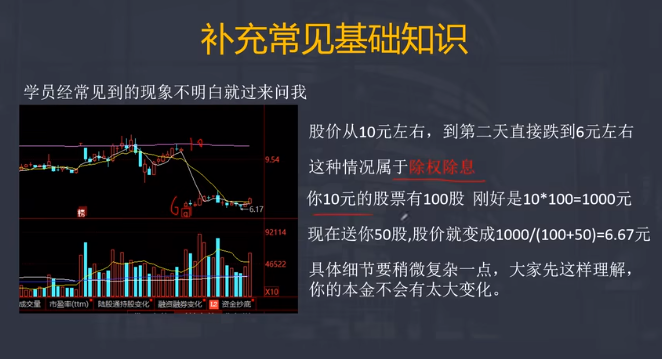 补充常见基础知识
学员经常见到的现象不明白就过来问我
股价从10元左右，到第二天直接跌到6元左右
这种情况属于除权除息
你10元的股票有100股 刚好是10*100=1000元
现在送你50股,股价就变成1000/(100+50)=6.67元
具体细节要稍微复杂一点，大家先这样理解，
你的本金不会有太大变化。
10
9.54
6
6.17
92114
46522
X10
成交量 市盈率(ttm) 陆股通持股变化 融资融券变化 资金抄底